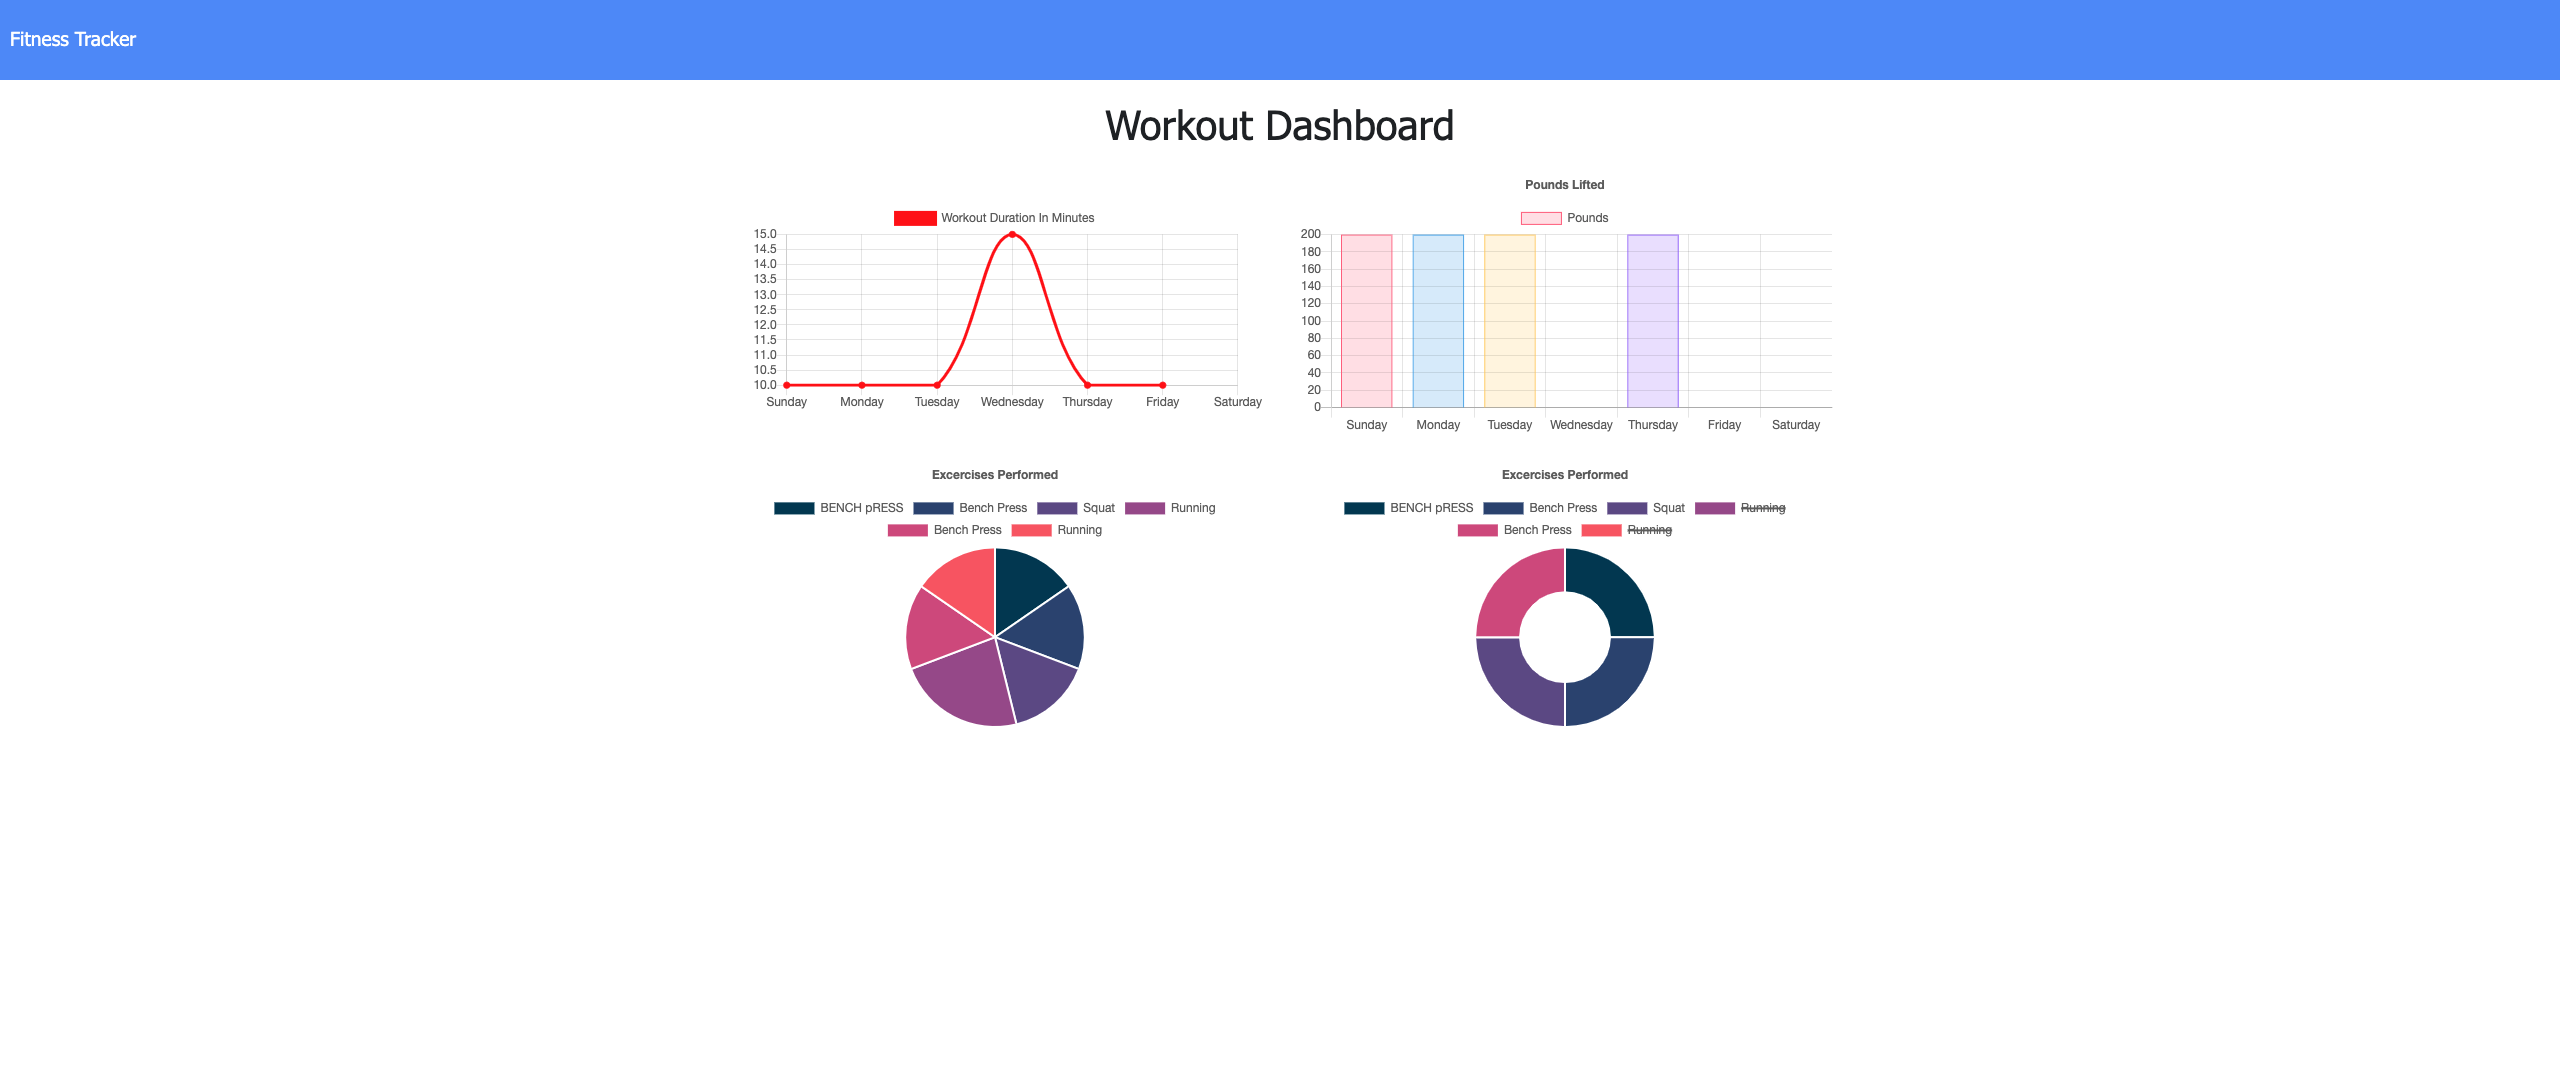 Fitness Tracker
Workout Dashboard
Workout Duration In Minutes
15.0
14.5
14.0
13.5
13.0
12.5
12.0
11.5
11.0
10.5
10.0
Sunday Monday Tuesday Wednesday Thursday Friday Saturday
Pounds Lifted
Pounds
200
180
160
140
120
100
80
60
40
20
0
Sunday Monday Tuesday Wednesday Thursday Friday Saturday
Excercises Performed
BENCH pRESS Bench Press Squat Running
Bench Press Running
Excercises Performed
BENCH pRESS Bench Press Squat Running
Bench Press Running